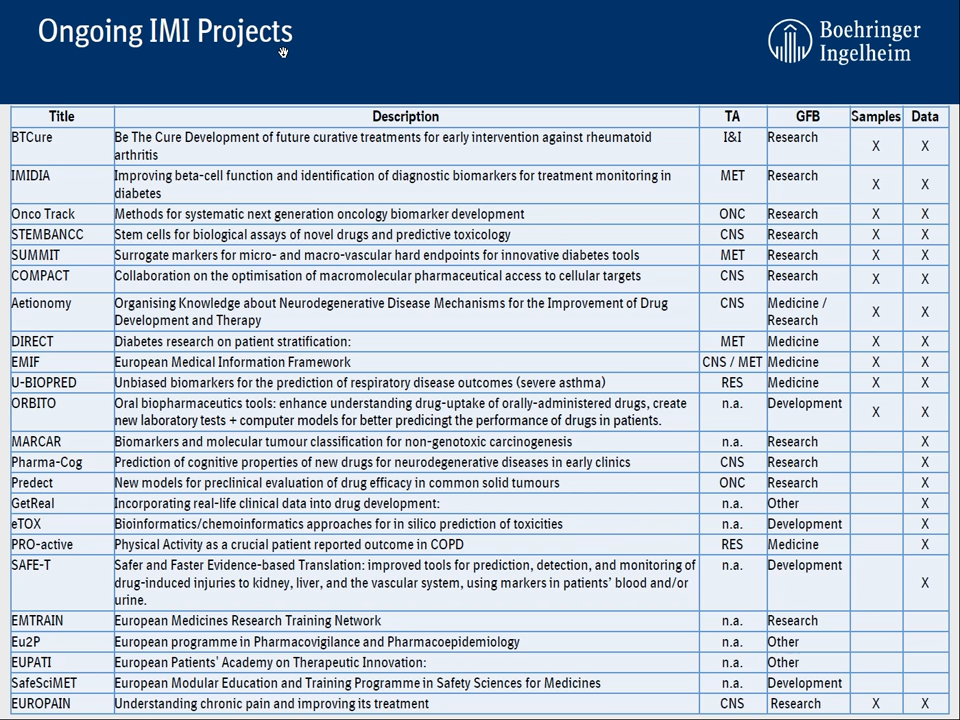 Ongoing IMI Projects
Boehringer
Ingelheim
Title Description TA GFB Samples Data
BTCure Be The Cure Development of future curative treatments for early intervention against rheumatoid I&I Research X X
arthritis
IMIDIA Improving beta-cell function and identification of diagnostic biomarkers for treatment monitoring in MET Research X X
diabetes
Onco Track Methods for systematic next generation oncology biomarker development ONC Research X X
STEMBANCC Stem cells for biological assays of novel drugs and predictive toxicology CNS Research X X
SUMMIT Surrogate markers for micro- and macro-vascular hard endpoints for innovative diabetes tools MET Research X X
COMPACT Collaboration on the optimisation of macromolecular pharmaceutical access to cellular targets CNS Research X X
Aetionomy Organising Knowledge about Neurodegenerative Disease Mechanisms for the Improvement of Drug CNS Medicine / X X
Development and Therapy Research
DIRECT Diabetes research on patient stratification: MET Medicine X X
EMIF European Medical Information Framework CNS / MET Medicine X X
U-BIOPRED Unbiased biomarkers for the prediction of respiratory disease outcomes (severe asthma) RES Medicine X X
ORBITO Oral biopharmaceutics tools: enhance understanding drug-uptake of orally-administered drugs, create n.a. Development X X
new laboratory tests + computer models for better predicingt the performance of drugs in patients.
MARCAR Biomarkers and molecular tumour classification for non-genotoxic carcinogenesis n.a. Research X
Pharma-Cog Prediction of cognitive properties of new drugs for neurodegenerative diseases in early clinics CNS Research X
Predect New models for preclinical evaluation of drug efficacy in common solid tumours ONC Research X
GetReal Incorporating real-life clinical data into drug development: n.a. Other X
eTOX Bioinformatics/chemoinformatics approaches for in silico prediction of toxicities n.a. Development X
PRO-active Physical Activity as a crucial patient reported outcome in COPD RES Medicine X
SAFE-T Safer and Faster Evidence-based Translation: improved tools for prediction, detection, and monitoring of n.a. Development X
drug-induced injuries to kidney, liver, and the vascular system, using markers in patients' blood and/or
urine.
EMTRAIN European Medicines Research Training Network n.a. Research
Eu2P European programme in Pharmacovigilance and Pharmacoepidemiology n.a. Other
EUPATI European Patients' Academy on Therapeutic Innovation: n.a. Other
SafeSciMET European Modular Education and Training Programme in Safety Sciences for Medicines n.a. Development
EUROPAIN Understanding chronic pain and improving its treatment CNS Research X X